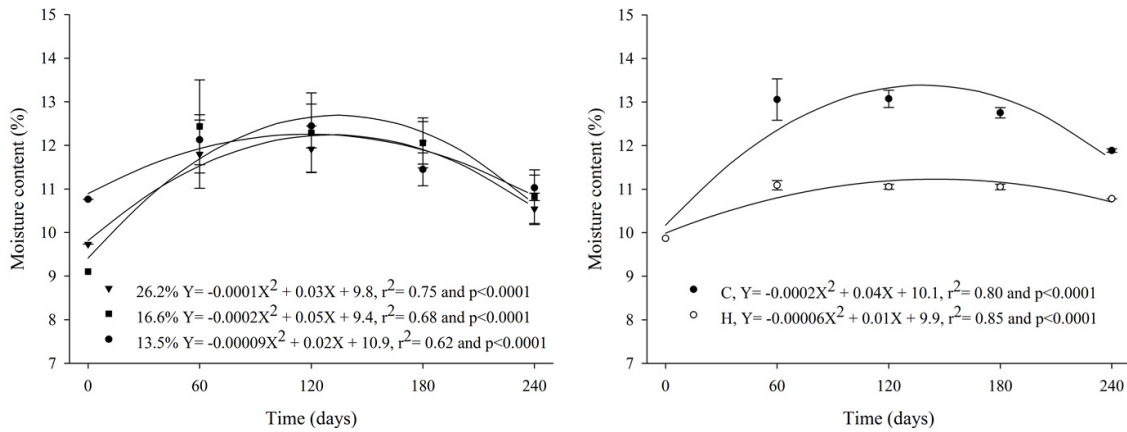 15
14
13
12
11
10
9
8
7
Moisture content (%)
26.2% Y= -0.0001X² + 0.03X + 9.8, r²= 0.75 and p<0.0001
16.6% Y= -0.0002X² + 0.05X + 9.4, r²= 0.68 and p<0.0001
13.5% Y= -0.00009X² + 0.02X + 10.9, r²= 0.62 and p<0.0001
0 60 120 180 240
Time (days)
15
14
13
12
11
10
9
8
7
Moisture content (%)
C, Y= -0.0002X² + 0.04X + 10.1, r²= 0.80 and p<0.0001
H, Y= -0.00006X² + 0.01X + 9.9, r²= 0.85 and p<0.0001
0 60 120 180 240
Time (days)